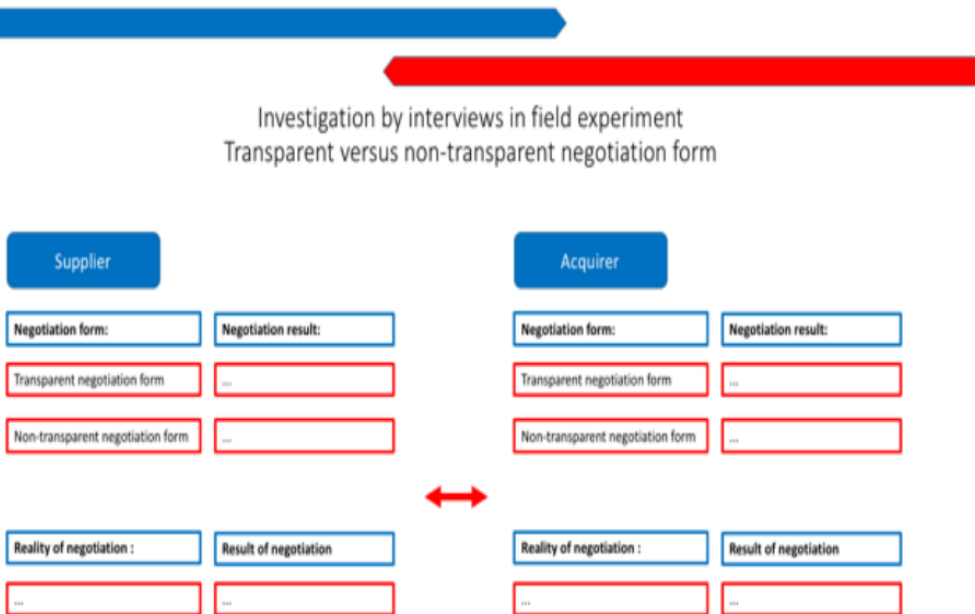 Investigation by interviews in field experiment
Transparent versus non-transparent negotiation form
Supplier
Acquirer
Negotiation form:
Negotiation result:
Negotiation form:
Negotiation result:
Transparent negotiation form
...
Transparent negotiation form
...
Non-transparent negotiation form
...
Non-transparent negotiation form
...
Reality of negotiation :
Result of negotiation
Reality of negotiation :
Result of negotiation
...
...
...
...